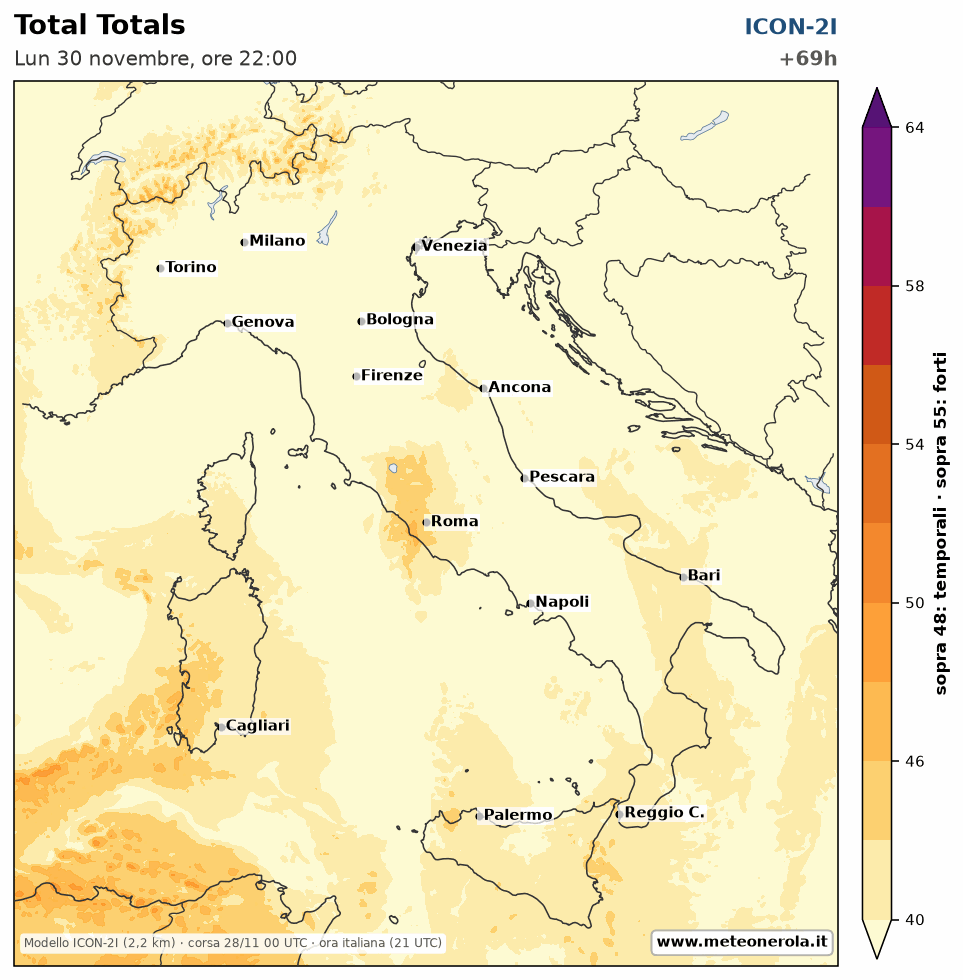 Total Totals
ICON-2I
Lun 30 novembre, ore 22:00
+69h
64
58
54
50
46
40
sopra 48: temporali · sopra 55: forti
Milano
Venezia
Torino
Genova
Bologna
Firenze
Ancona
Pescara
Roma
Bari
Napoli
Cagliari
Palermo
Reggio C.
Modello ICON-2I (2,2 km) · corsa 28/11 00 UTC · ora italiana (21 UTC)
www.meteonerola.it